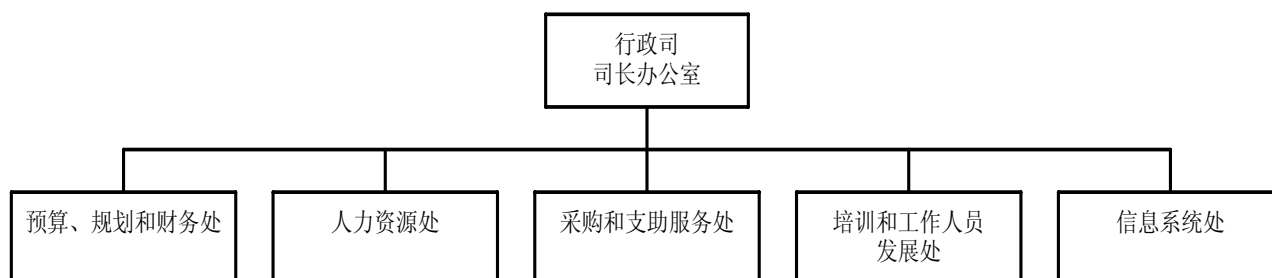 行政司
司长办公室
预算、规划和财务处
人力资源处
采购和支助服务处
培训和工作人员
发展处
信息系统处